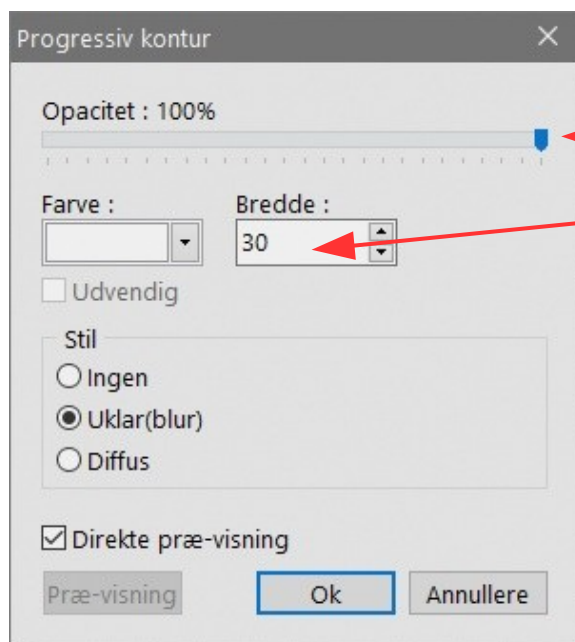 Progressiv kontur
Opacitet : 100%
Farve : Bredde :
30
Udvendig
Stil
Ingen
Uklar(blur)
Diffus
Direkte præ-visning
Præ-visning Ok Annullere